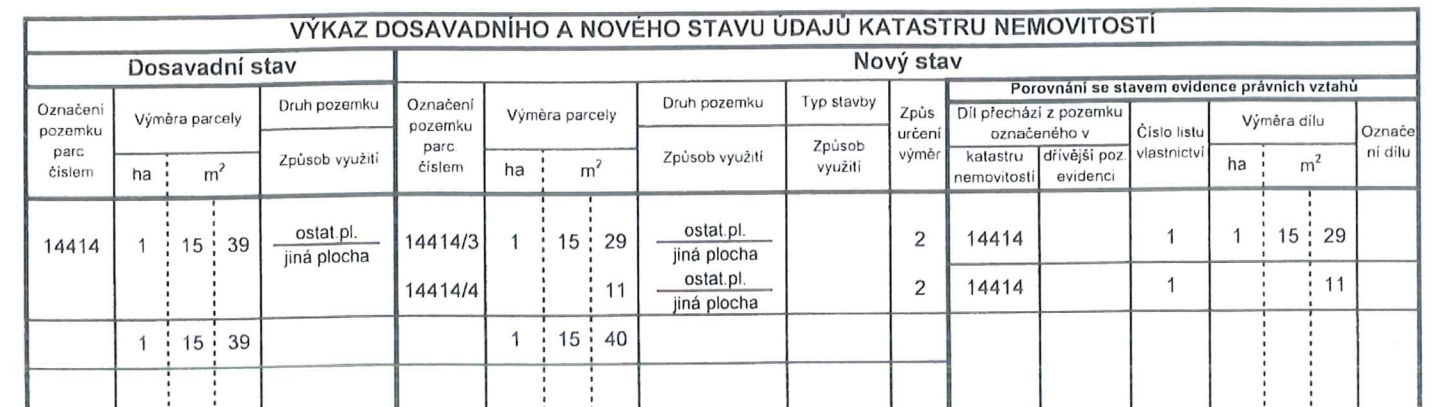 VÝKAZ DOSAVADNÍHO A NOVÉHO STAVU ÚDAJŮ KATASTRU NEMOVITOSTÍ
Dosavadní stav
Nový stav
Označení
pozemku
parc
číslem
Výměra parcely
ha
m²
Druh pozemku
Způsob využití
Označení
pozemku
parc
číslem
Výměra parcely
ha
m²
Druh pozemku
Způsob využití
Typ stavby
Způsob
využití
Způs
určení
výměr
Porovnání se stavem evidence právních vztahů
Díl přechází z pozemku
označeného v
katastru
nemovitostí
dřívější poz.
evidenci
Číslo listu
vlastnictví
Výměra dílu
ha
m²
Označe
ní dílu
14414 1 15 39 ostat.pl.
jiná plocha
14414/3 1 15 29 ostat.pl.
jiná plocha
2 14414 1 1 15 29
14414/4 11 ostat.pl.
jiná plocha
2 14414 1 11
1 15 39 1 15 40